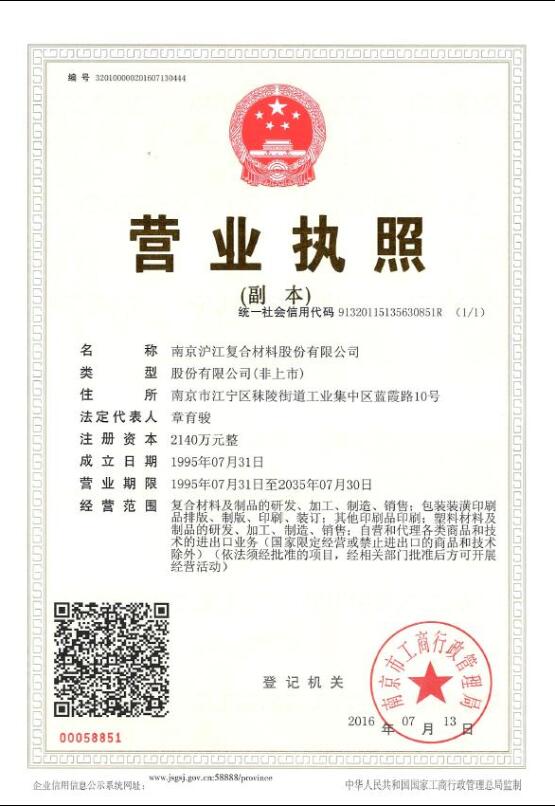 编 号 320100000201607130444
营业执照
(副 本)
统一社会信用代码 91320115135630851R (1/1)
名 称 南京沪江复合材料股份有限公司
类 型 股份有限公司(非上市)
住 所 南京市江宁区秣陵街道工业集中区蓝霞路10号
法定代表人 章育骏
注册资本 2140万元整
成立日期 1995年07月31日
营业期限 1995年07月31日至2035年07月30日
经营范围 复合材料及制品的研发、加工、制造、销售；包装装潢印刷
品排版、制版、印刷、装订；其他印刷品印刷；塑料材料及
制品的研发、加工、制造、销售；自营和代理各类商品和技
术的进出口业务（国家限定经营或禁止进出口的商品和技术
除外）（依法须经批准的项目，经相关部门批准后方可开展
经营活动）
登记机关
南京市工商行政管理局
2016 年 07 月 13 日
00058851
企业信用信息公示系统网址： www.jsgsj.gov.cn:58888/province
中华人民共和国国家工商行政管理总局监制